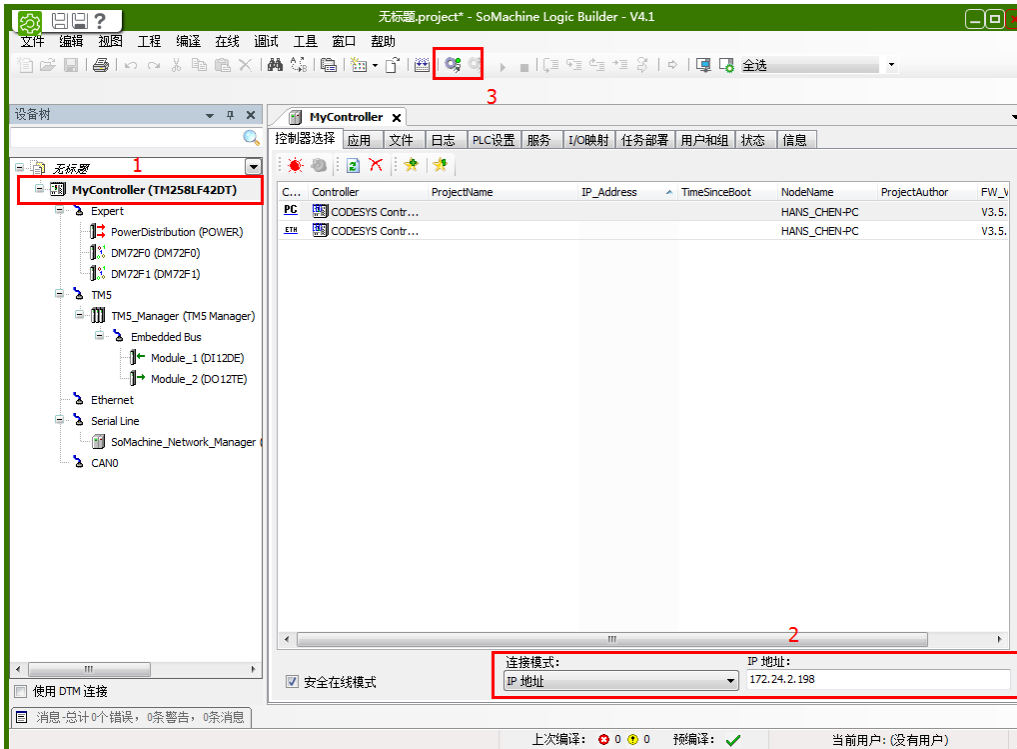 无标题.project* - SoMachine Logic Builder - V4.1
文件 编辑 视图 工程 编译 在线 调试 工具 窗口 帮助
全选
3
设备树
MyController
控制器选择 应用 文件 日志 PLC设置 服务 I/O映射 任务部署 用户和组 状态 信息
无标题
1
MyController (TM258LF42DT)
Expert
PowerDistribution (POWER)
DM72F0 (DM72F0)
DM72F1 (DM72F1)
TM5
TM5_Manager (TM5 Manager)
Embedded Bus
Module_1 (DI12DE)
Module_2 (DO12TE)
Ethernet
Serial Line
SoMachine_Network_Manager (
CAN0
使用 DTM 连接
C... Controller ProjectName IP_Address TimeSinceBoot NodeName ProjectAuthor FW_V
PC CODESYS Contr... HANS_CHEN-PC V3.5.
ETH CODESYS Contr... HANS_CHEN-PC V3.5.
2
安全在线模式
连接模式: IP 地址:
IP 地址 172.24.2.198
消息-总计0个错误，0条警告，0条消息
上次编译: 0 0 预编译: 当前用户: (没有用户)